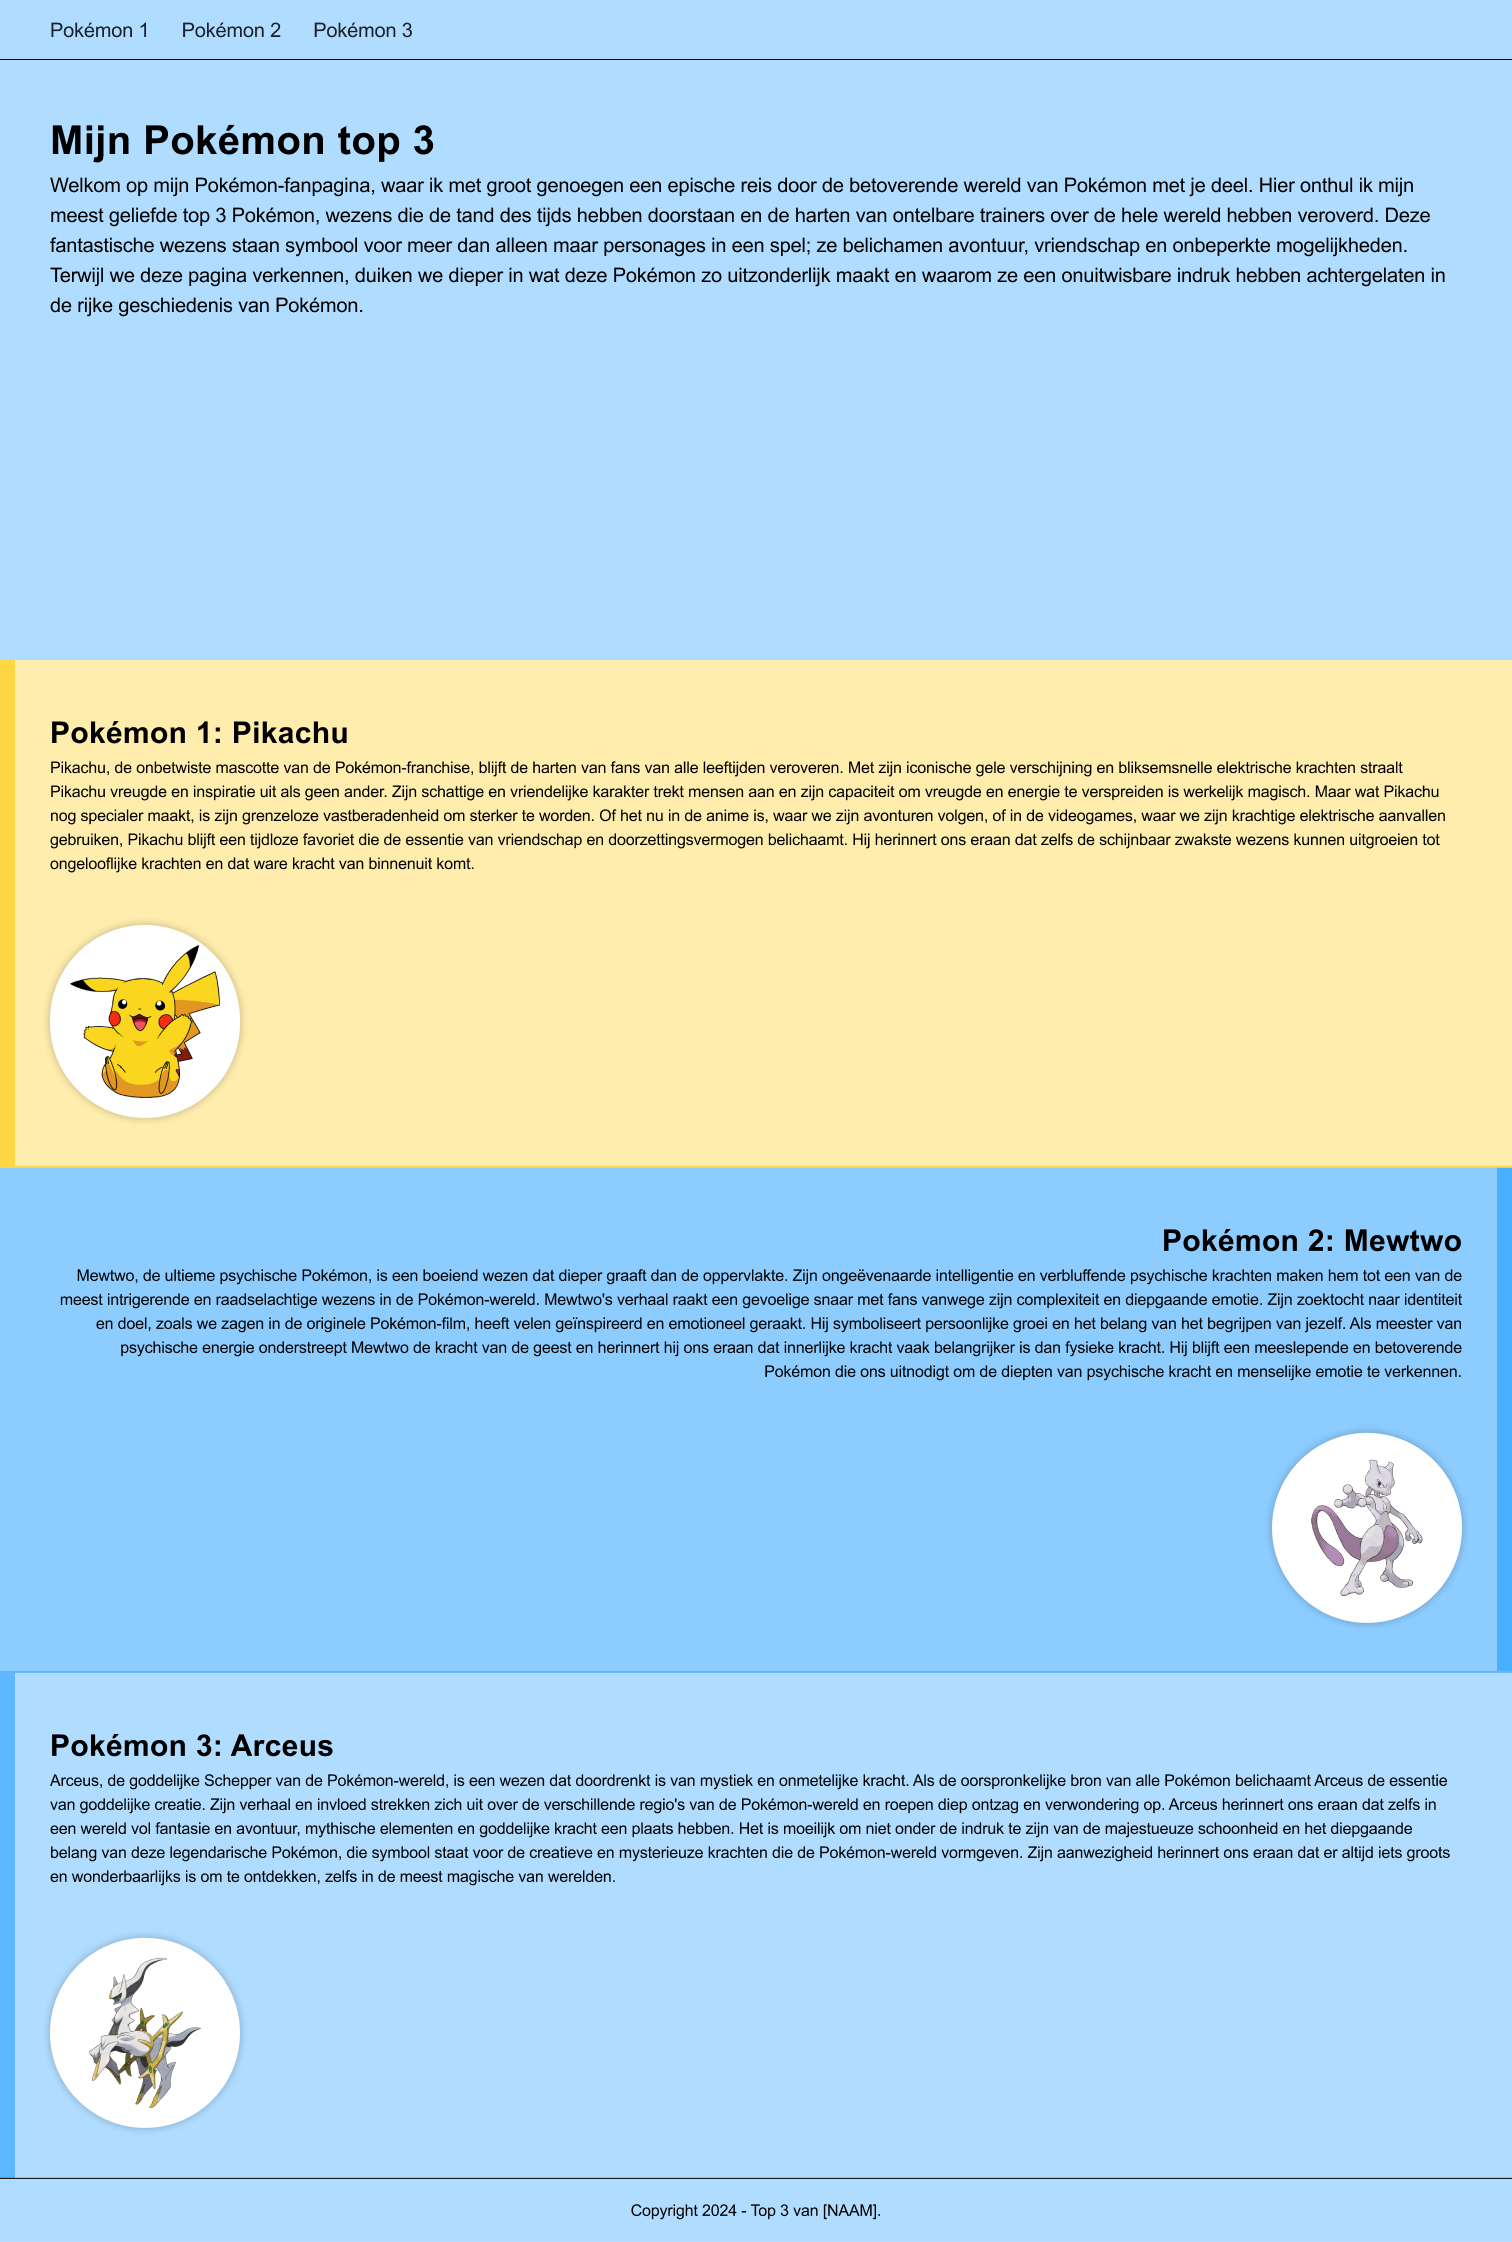 Pokémon 1 Pokémon 2 Pokémon 3
Mijn Pokémon top 3
Welkom op mijn Pokémon-fanpagina, waar ik met groot genoegen een epische reis door de betoverende wereld van Pokémon met je deel. Hier onthul ik mijn
meest geliefde top 3 Pokémon, wezens die de tand des tijds hebben doorstaan en de harten van ontelbare trainers over de hele wereld hebben veroverd. Deze
fantastische wezens staan symbool voor meer dan alleen maar personages in een spel; ze belichamen avontuur, vriendschap en onbeperkte mogelijkheden.
Terwijl we deze pagina verkennen, duiken we dieper in wat deze Pokémon zo uitzonderlijk maakt en waarom ze een onuitwisbare indruk hebben achtergelaten in
de rijke geschiedenis van Pokémon.
Pokémon 1: Pikachu
Pikachu, de onbetwiste mascotte van de Pokémon-franchise, blijft de harten van fans van alle leeftijden veroveren. Met zijn iconische gele verschijning en bliksemsnelle elektrische krachten straalt
Pikachu vreugde en inspiratie uit als geen ander. Zijn schattige en vriendelijke karakter trekt mensen aan en zijn capaciteit om vreugde en energie te verspreiden is werkelijk magisch. Maar wat Pikachu
nog specialer maakt, is zijn grenzeloze vastberadenheid om sterker te worden. Of het nu in de anime is, waar we zijn avonturen volgen, of in de videogames, waar we zijn krachtige elektrische aanvallen
gebruiken, Pikachu blijft een tijdloze favoriet die de essentie van vriendschap en doorzettingsvermogen belichaamt. Hij herinnert ons eraan dat zelfs de schijnbaar zwakste wezens kunnen uitgroeien tot
ongelooflijke krachten en dat ware kracht van binnenuit komt.
Pokémon 2: Mewtwo
Mewtwo, de ultieme psychische Pokémon, is een boeiend wezen dat dieper graaft dan de oppervlakte. Zijn ongeëvenaarde intelligentie en verbluffende psychische krachten maken hem tot een van de
meest intrigerende en raadselachtige wezens in de Pokémon-wereld. Mewtwo's verhaal raakt een gevoelige snaar met fans vanwege zijn complexiteit en diepgaande emotie. Zijn zoektocht naar identiteit
en doel, zoals we zagen in de originele Pokémon-film, heeft velen geïnspireerd en emotioneel geraakt. Hij symboliseert persoonlijke groei en het belang van het begrijpen van jezelf. Als meester van
psychische energie onderstreept Mewtwo de kracht van de geest en herinnert hij ons eraan dat innerlijke kracht vaak belangrijker is dan fysieke kracht. Hij blijft een meeslepende en betoverende
Pokémon die ons uitnodigt om de diepten van psychische kracht en menselijke emotie te verkennen.
Pokémon 3: Arceus
Arceus, de goddelijke Schepper van de Pokémon-wereld, is een wezen dat doordrenkt is van mystiek en onmetelijke kracht. Als de oorspronkelijke bron van alle Pokémon belichaamt Arceus de essentie
van goddelijke creatie. Zijn verhaal en invloed strekken zich uit over de verschillende regio's van de Pokémon-wereld en roepen diep ontzag en verwondering op. Arceus herinnert ons eraan dat zelfs in
een wereld vol fantasie en avontuur, mythische elementen en goddelijke kracht een plaats hebben. Het is moeilijk om niet onder de indruk te zijn van de majestueuze schoonheid en het diepgaande
belang van deze legendarische Pokémon, die symbool staat voor de creatieve en mysterieuze krachten die de Pokémon-wereld vormgeven. Zijn aanwezigheid herinnert ons eraan dat er altijd iets groots
en wonderbaarlijks is om te ontdekken, zelfs in de meest magische van werelden.
Copyright 2024 - Top 3 van [NAAM].